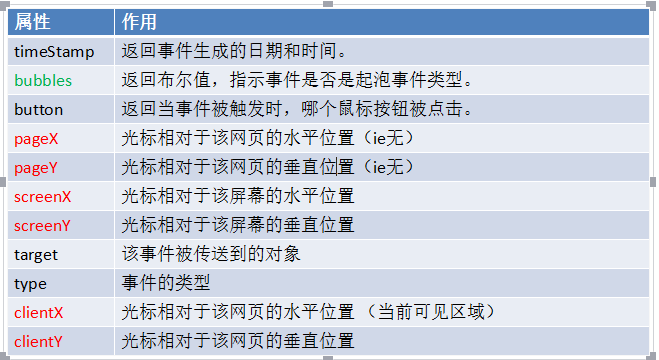 属性 作用
timeStamp 返回事件生成的日期和时间。
bubbles 返回布尔值，指示事件是否是起泡事件类型。
button 返回当事件被触发时，哪个鼠标按钮被点击。
pageX 光标相对于该网页的水平位置（ie无）
pageY 光标相对于该网页的垂直位置（ie无）
screenX 光标相对于该屏幕的水平位置
screenY 光标相对于该屏幕的垂直位置
target 该事件被传送到的对象
type 事件的类型
clientX 光标相对于该网页的水平位置 （当前可见区域）
clientY 光标相对于该网页的垂直位置